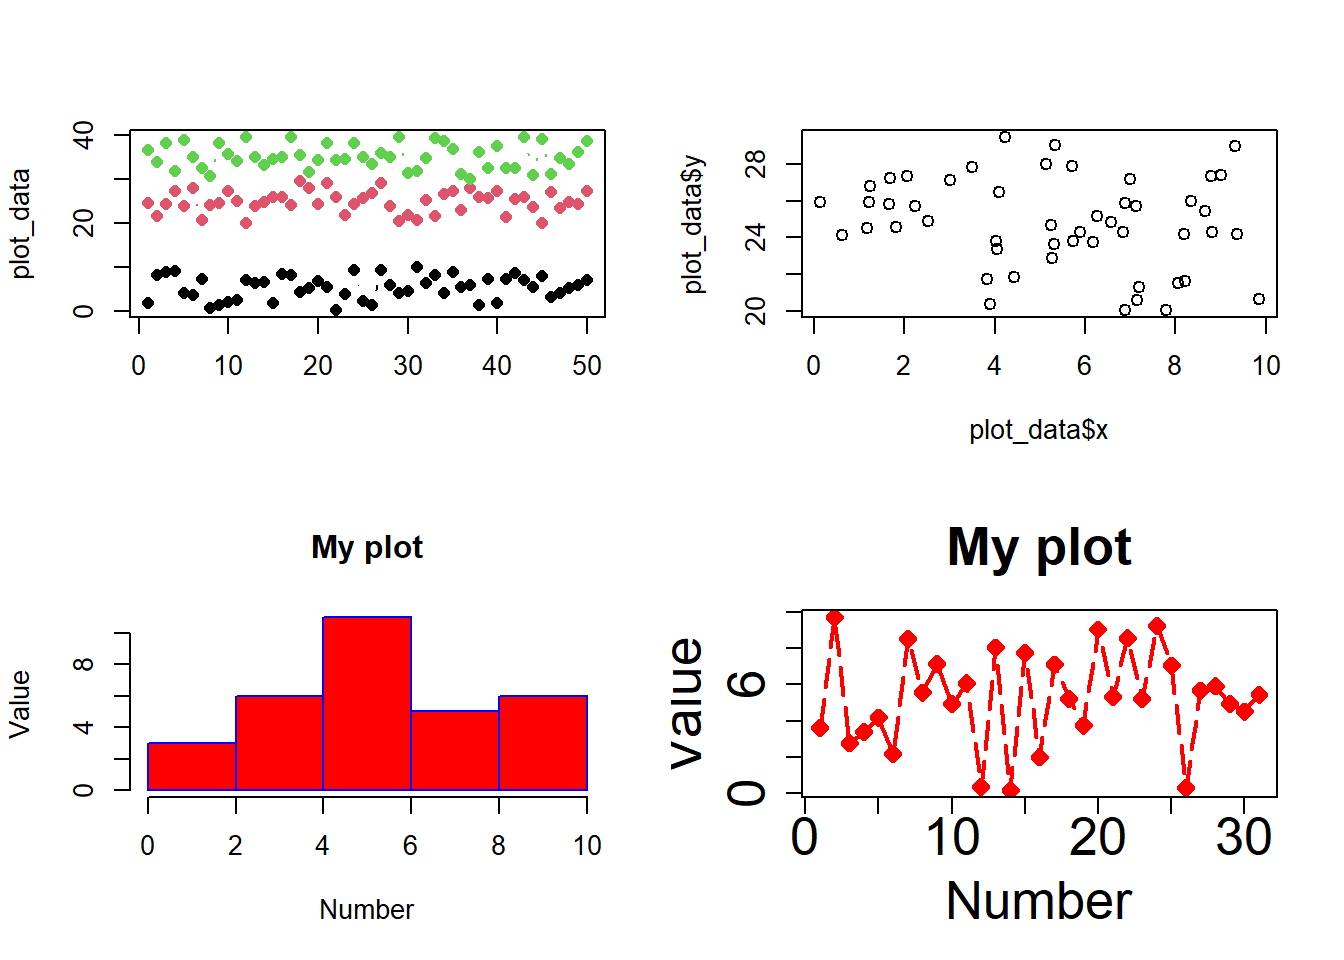 plot_data
40
20
0
0 10 20 30 40 50
plot_data$y
28
24
20
0 2 4 6 8 10
plot_data$x
My plot
Value
8
4
0
0 2 4 6 8 10
Number
My plot
value
6
0
0 10 20 30
Number